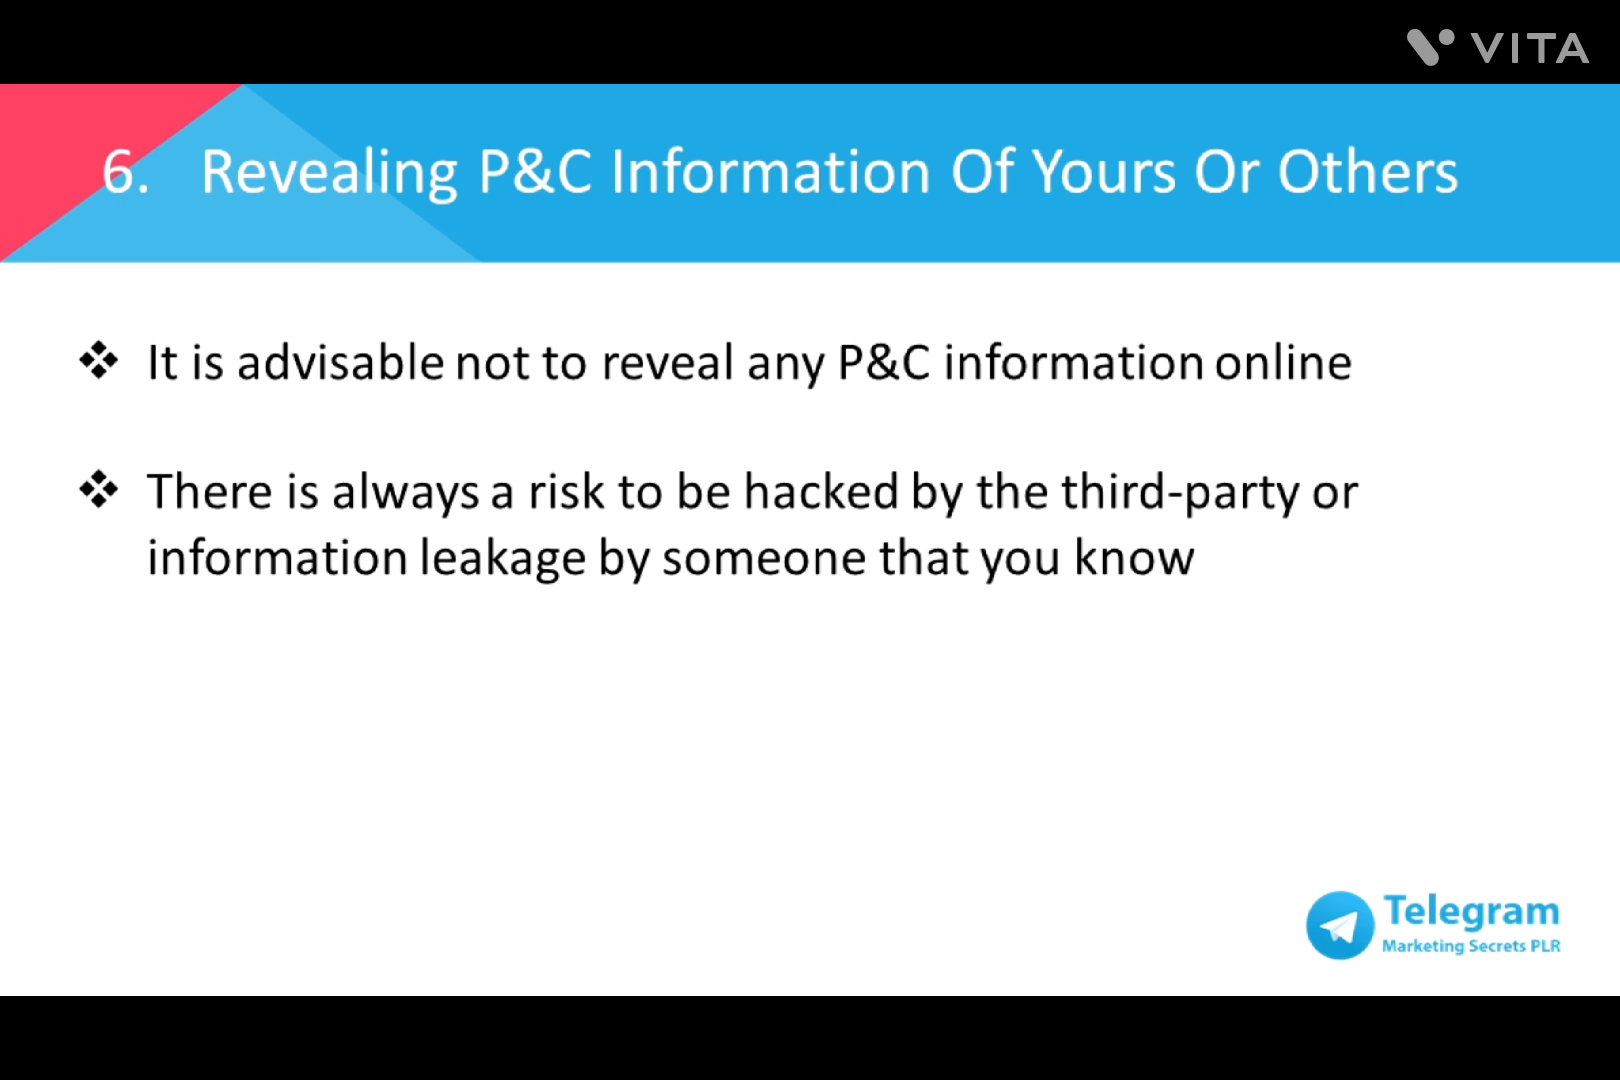 VITA
6. Revealing P&C Information Of Yours Or Others
❖ It is advisable not to reveal any P&C information online
❖ There is always a risk to be hacked by the third-party or
information leakage by someone that you know
Telegram
Marketing Secrets PLR